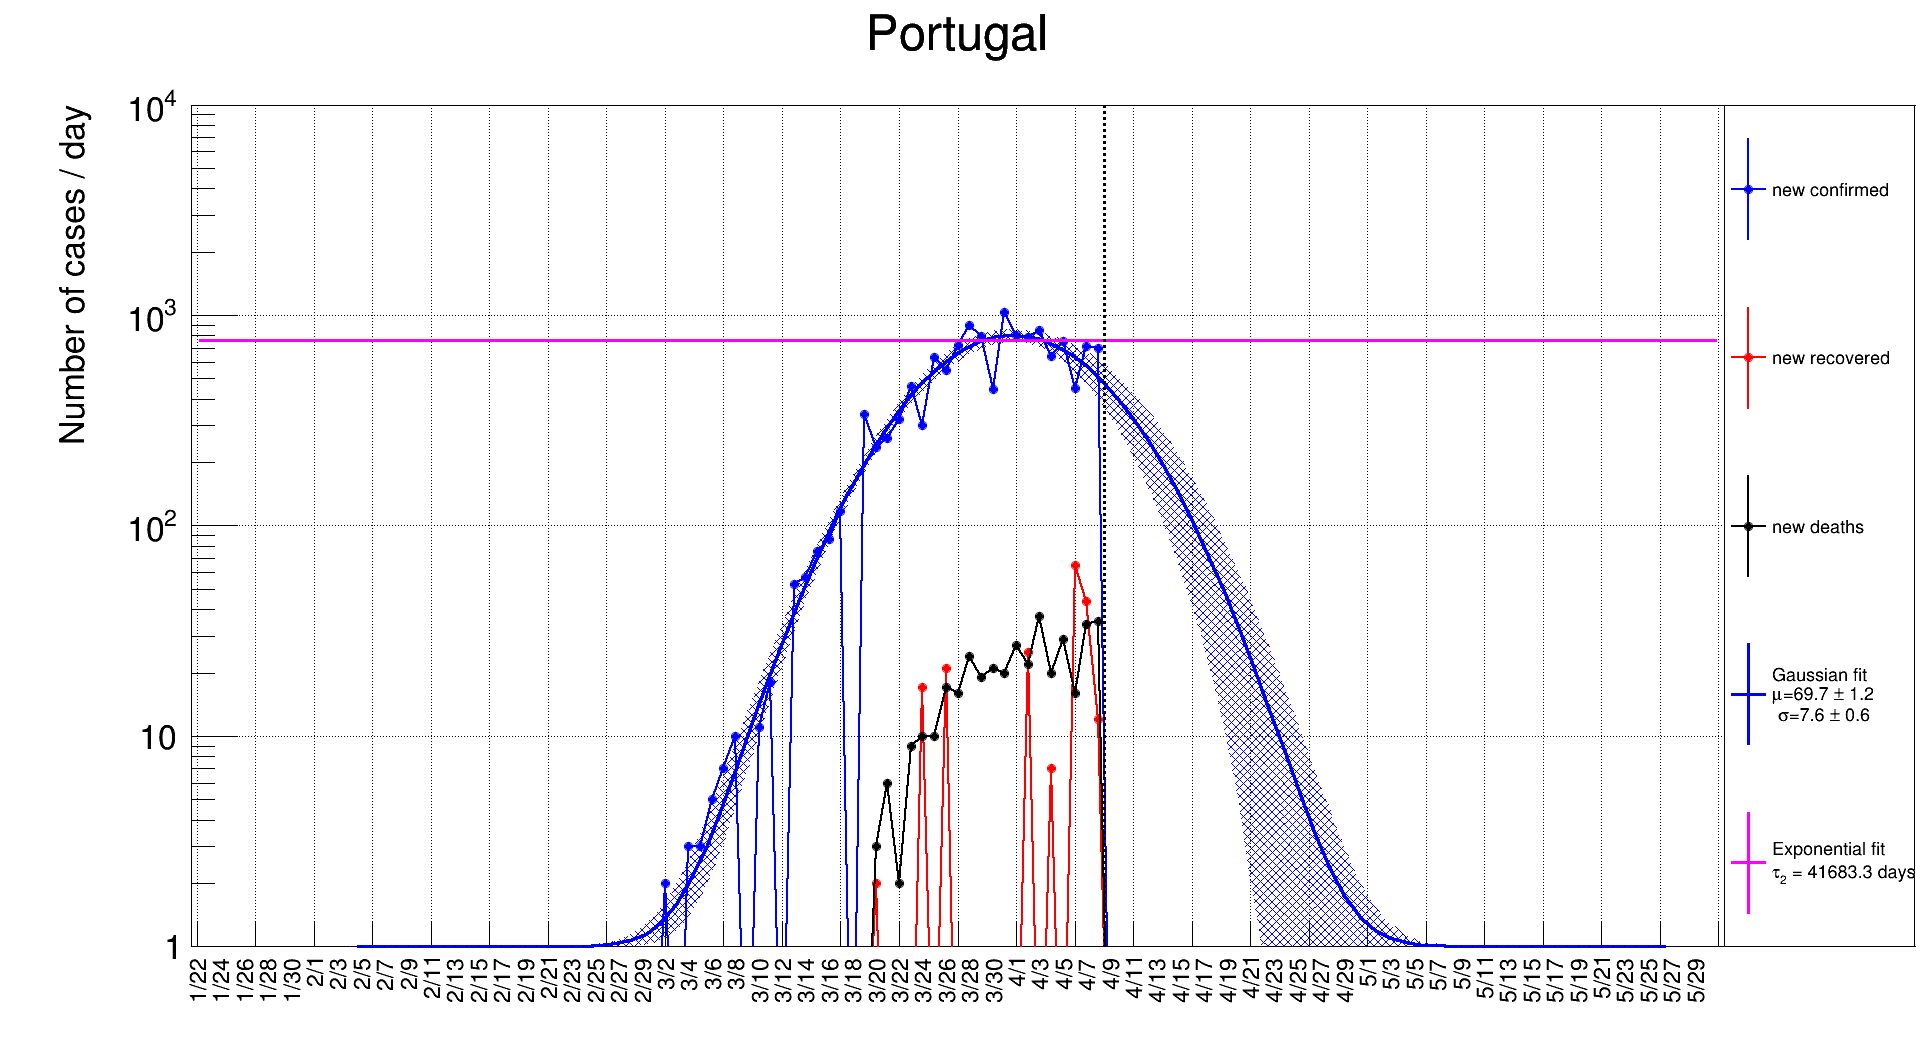 Portugal
Number of cases / day
10⁴
10³
10²
10
1
1/22 1/24 1/26 1/28 1/30 2/1 2/3 2/5 2/7 2/9 2/11 2/13 2/15 2/17 2/19 2/21 2/23 2/25 2/27 2/29 3/2 3/4 3/6 3/8 3/10 3/12 3/14 3/16 3/18 3/20 3/22 3/24 3/26 3/28 3/30 4/1 4/3 4/5 4/7 4/9 4/11 4/13 4/15 4/17 4/19 4/21 4/23 4/25 4/27 4/29 5/1 5/3 5/5 5/7 5/9 5/11 5/13 5/15 5/17 5/19 5/21 5/23 5/25 5/27 5/29
new confirmed
new recovered
new deaths
Gaussian fit
μ=69.7 ± 1.2
σ=7.6 ± 0.6
Exponential fit
τ₂ = 41683.3 days